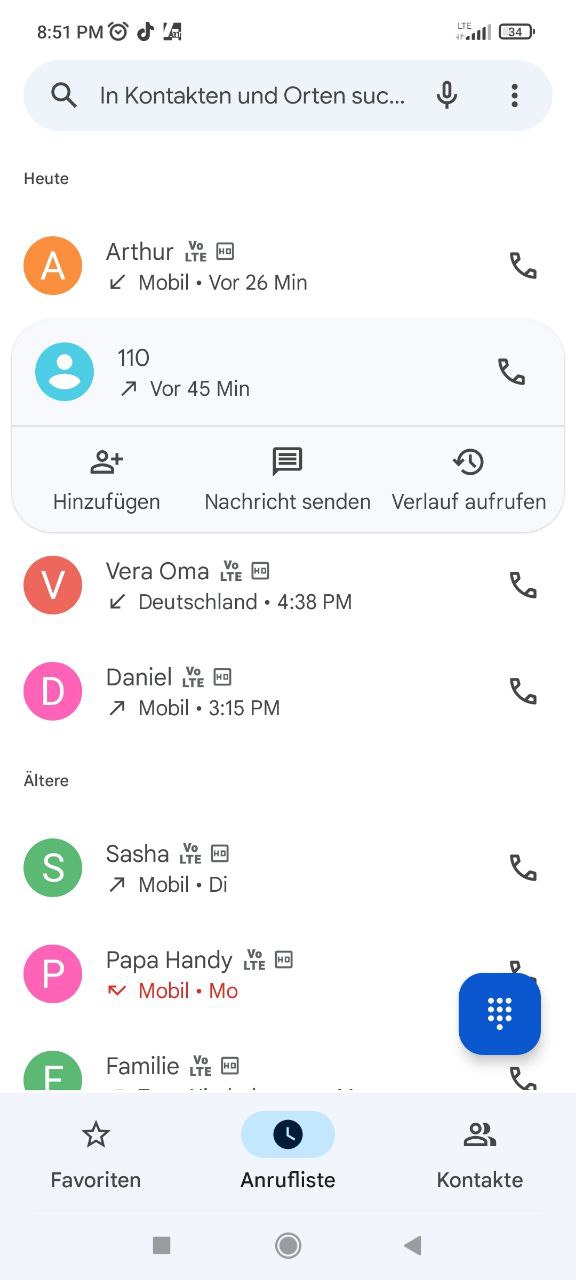 8:51 PM
LTE
34
In Kontakten und Orten suc...
Heute
A
Arthur Vo LTE HD
Mobil • Vor 26 Min
110
Vor 45 Min
Hinzufügen
Nachricht senden
Verlauf aufrufen
V
Vera Oma Vo LTE HD
Deutschland • 4:38 PM
D
Daniel Vo LTE HD
Mobil • 3:15 PM
Ältere
S
Sasha Vo LTE HD
Mobil • Di
P
Papa Handy Vo LTE HD
Mobil • Mo
F
Familie Vo LTE HD
Favoriten
Anrufliste
Kontakte